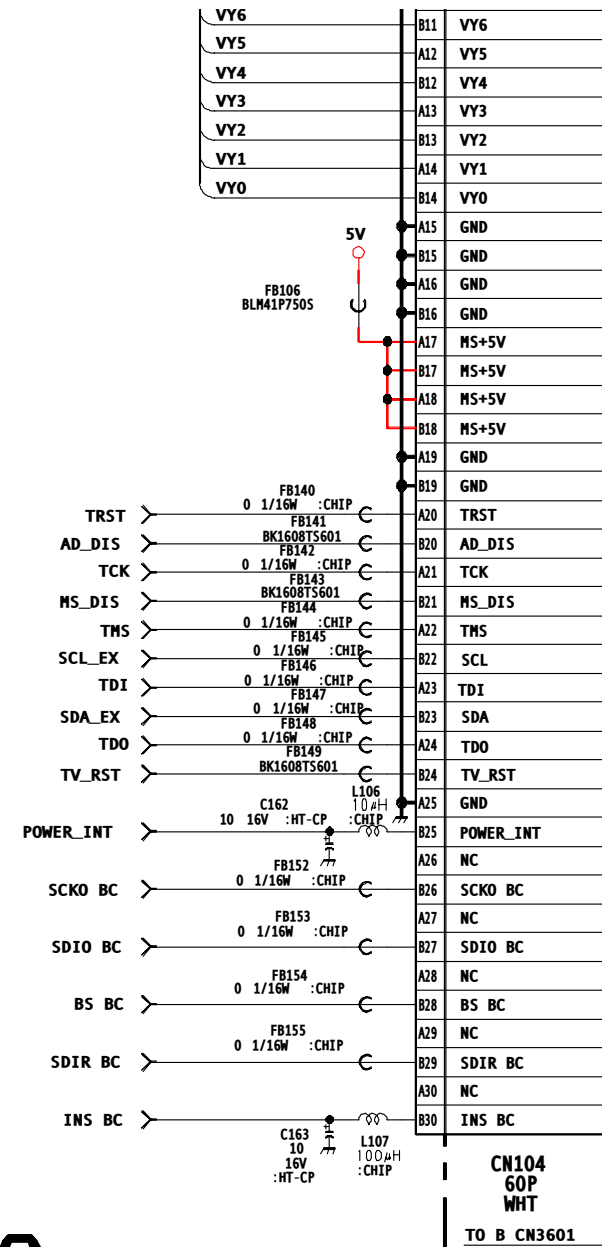 VY6 B11 VY6
VY5 A12 VY5
VY4 B12 VY4
VY3 A13 VY3
VY2 B13 VY2
VY1 A14 VY1
VY0 B14 VY0
A15 GND
5V
B15 GND
A16 GND
FB106
BLM41P750S
B16 GND
A17 MS+5V
B17 MS+5V
A18 MS+5V
B18 MS+5V
A19 GND
B19 GND
FB140
0 1/16W :CHIP
TRST A20 TRST
FB141
BK1608TS601
AD_DIS B20 AD_DIS
FB142
0 1/16W :CHIP
TCK A21 TCK
FB143
BK1608TS601
MS_DIS B21 MS_DIS
FB144
0 1/16W :CHIP
TMS A22 TMS
FB145
0 1/16W :CHIP
SCL_EX B22 SCL
FB146
0 1/16W :CHIP
TDI A23 TDI
FB147
0 1/16W :CHIP
SDA_EX B23 SDA
FB148
0 1/16W :CHIP
TDO A24 TDO
FB149
BK1608TS601
TV_RST B24 TV_RST
L106
10μH
:CHIP
A25 GND
C162
10 16V :HT-CP
POWER_INT B25 POWER_INT
A26 NC
FB152
0 1/16W :CHIP
SCKO BC B26 SCKO BC
A27 NC
FB153
0 1/16W :CHIP
SDIO BC B27 SDIO BC
A28 NC
FB154
0 1/16W :CHIP
BS BC B28 BS BC
A29 NC
FB155
0 1/16W :CHIP
SDIR BC B29 SDIR BC
A30 NC
INS BC B30 INS BC
C163
10
16V
:HT-CP
L107
100μH
:CHIP
CN104
60P
WHT
TO B CN3601